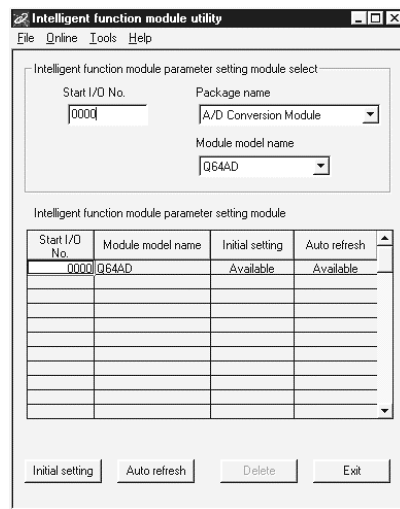 Intelligent function module utility
File Online Tools Help
Intelligent function module parameter setting module select
Start I/O No. Package name
0000 A/D Conversion Module
Module model name
Q64AD
Intelligent function module parameter setting module
Start I/O No. Module model name Initial setting Auto refresh
0000 Q64AD Available Available
Initial setting Auto refresh Delete Exit